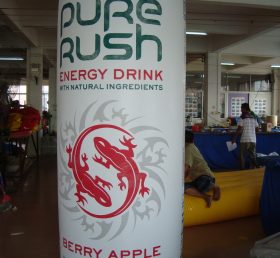 PURE
RUSH
ENERGY DRINK
WITH NATURAL INGREDIENTS
BERRY APPLE